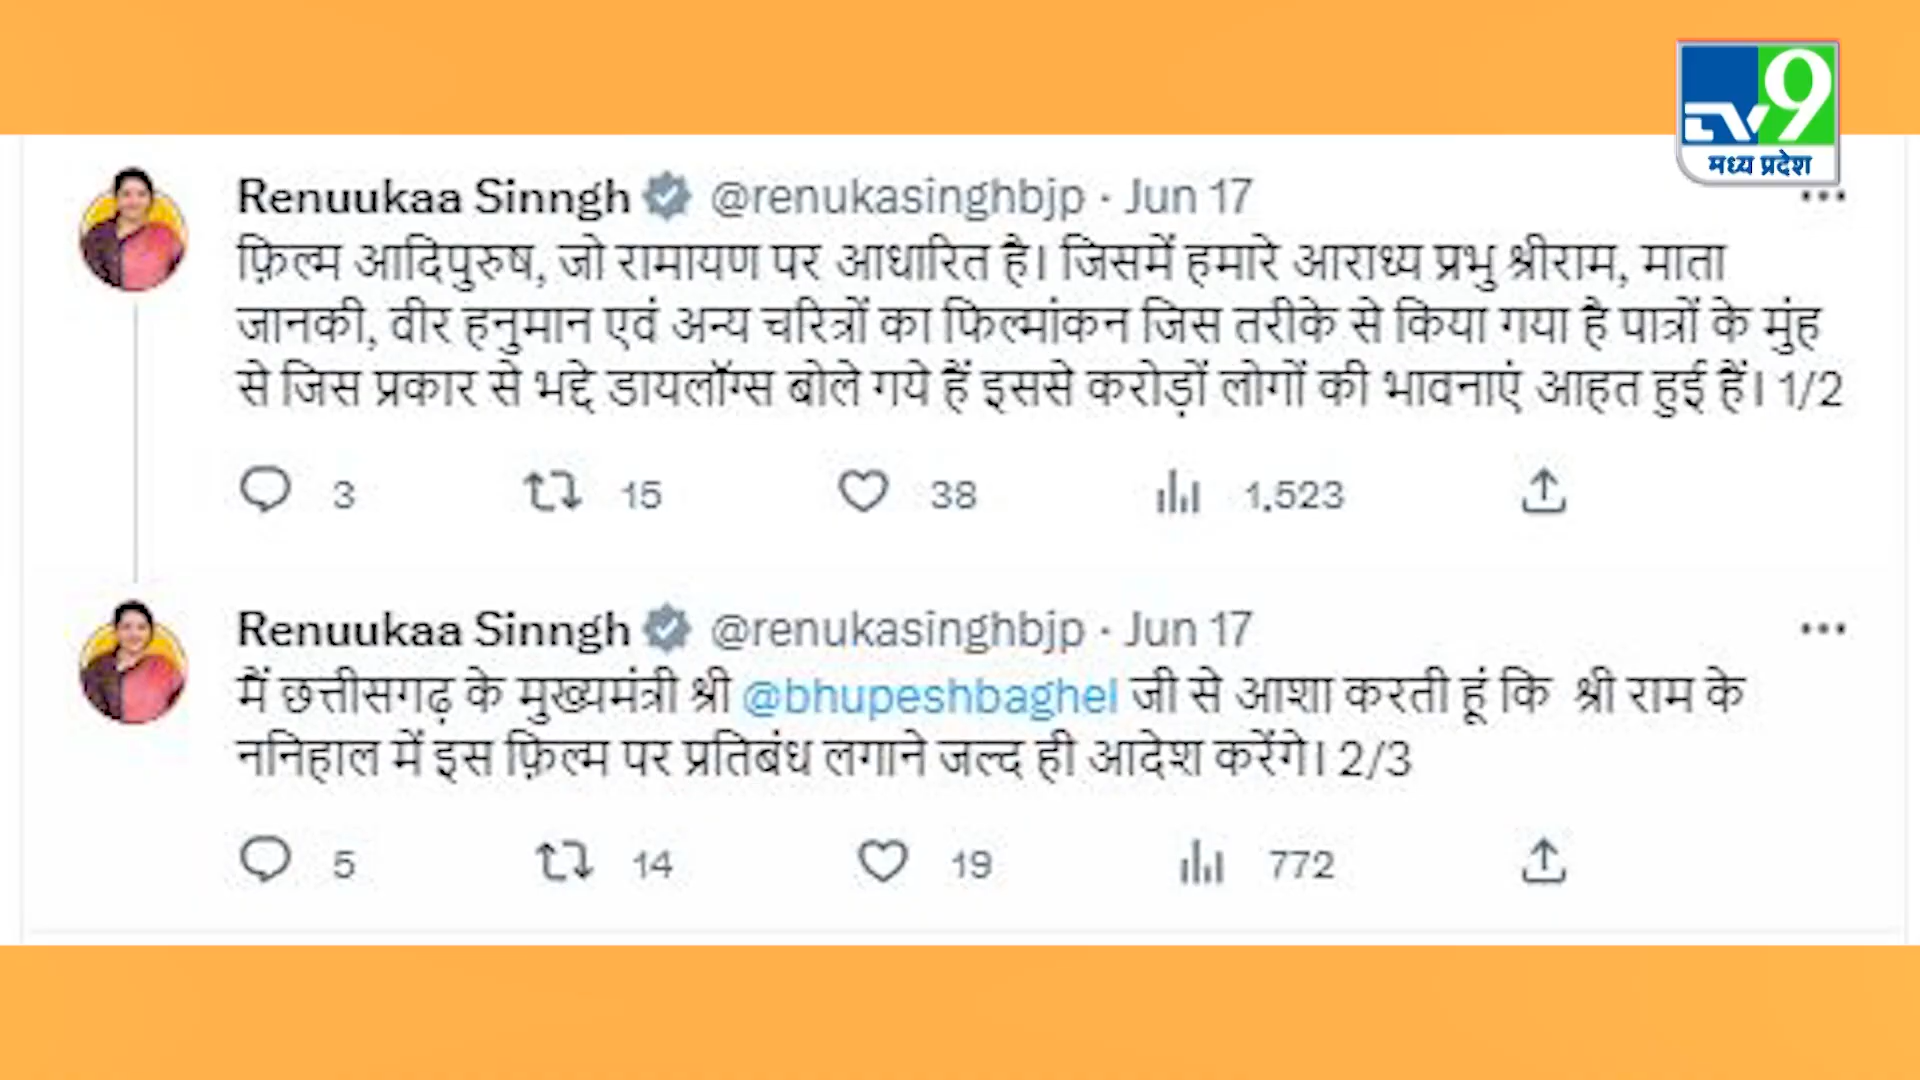 TV9
मध्य प्रदेश
Renuukaa Sinngh @renukasinghbjp · Jun 17
फ़िल्म आदिपुरुष, जो रामायण पर आधारित है। जिसमें हमारे आराध्य प्रभु श्रीराम, माता
जानकी, वीर हनुमान एवं अन्य चरित्रों का फिल्मांकन जिस तरीके से किया गया है पात्रों के मुंह
से जिस प्रकार से भद्दे डायलॉग्स बोले गये हैं इससे करोड़ों लोगों की भावनाएं आहत हुई हैं। 1/2
3 15 38 1,523
Renuukaa Sinngh @renukasinghbjp · Jun 17
मैं छत्तीसगढ़ के मुख्यमंत्री श्री @bhupeshbaghel जी से आशा करती हूं कि श्री राम के
ननिहाल में इस फ़िल्म पर प्रतिबंध लगाने जल्द ही आदेश करेंगे। 2/3
5 14 19 772